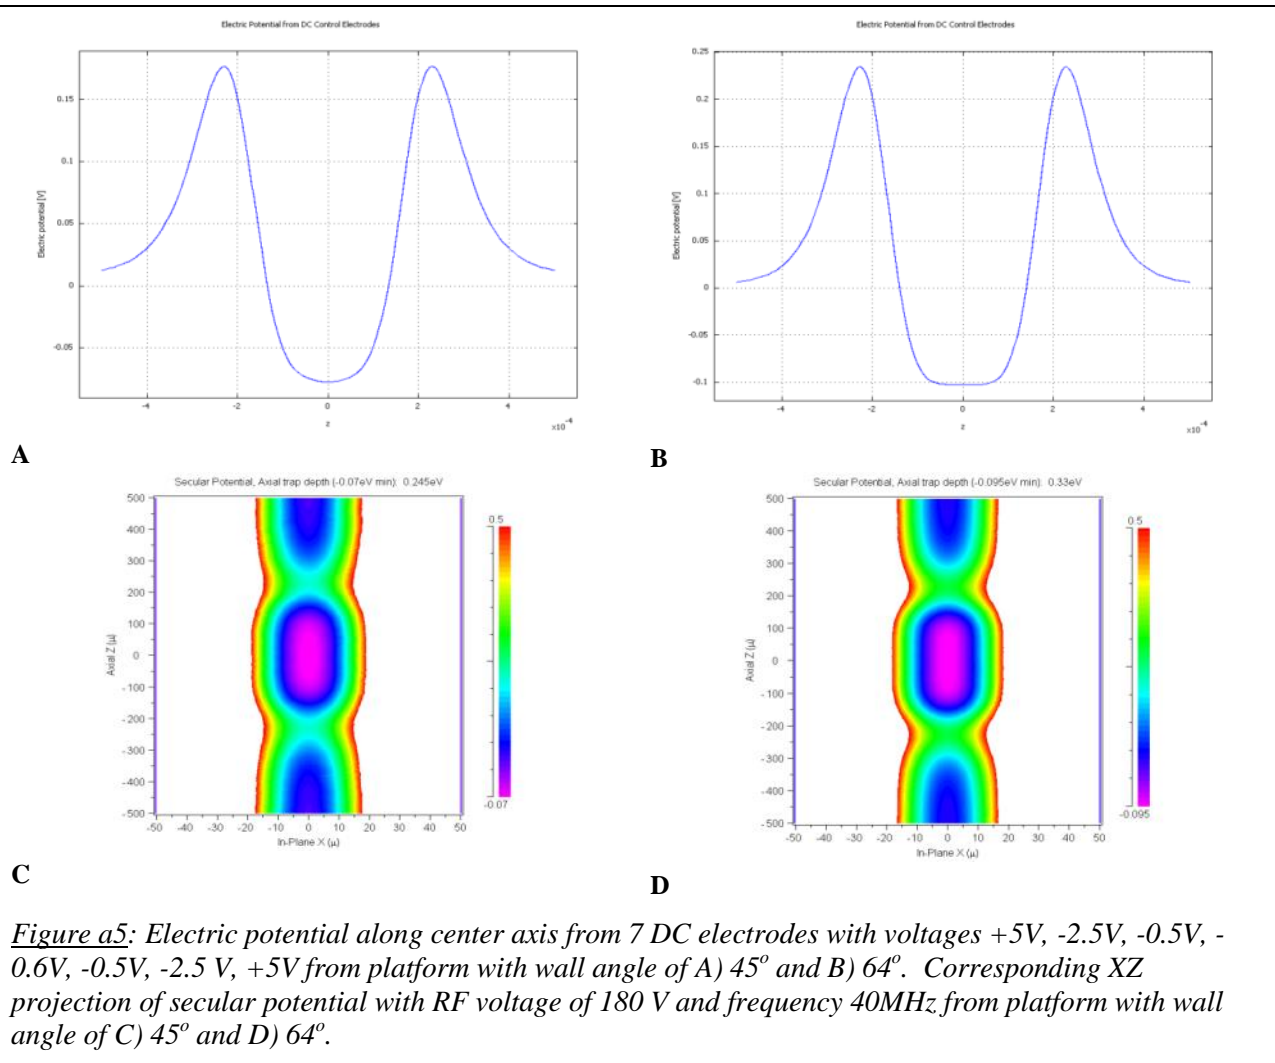 Electric Potential from DC Control Electrodes
0.15
0.1
0.05
0
-0.05
Electric potential [V]
-4
-2
0
2
4
z
x10-4
A
Electric Potential from DC Control Electrodes
0.25
0.2
0.15
0.1
0.05
0
-0.05
-0.1
Electric potential [V]
-4
-2
0
2
4
z
x10-4
B
Secular Potential, Axial trap depth (-0.07eV min): 0.245eV
500
400
300
200
100
0
-100
-200
-300
-400
-500
Axial Z (μ)
-50 -40 -30 -20 -10 0 10 20 30 40 50
In-Plane X (μ)
0.5
-0.07
C
Secular Potential, Axial trap depth (-0.095eV min): 0.33eV
500
400
300
200
100
0
-100
-200
-300
-400
-500
Axial Z (μ)
-50 -40 -30 -20 -10 0 10 20 30 40 50
In-Plane X (μ)
0.5
-0.095
D
Figure a5: Electric potential along center axis from 7 DC electrodes with voltages +5V, -2.5V, -0.5V, -
0.6V, -0.5V, -2.5 V, +5V from platform with wall angle of A) 45o and B) 64o. Corresponding XZ
projection of secular potential with RF voltage of 180 V and frequency 40MHz from platform with wall
angle of C) 45o and D) 64o.